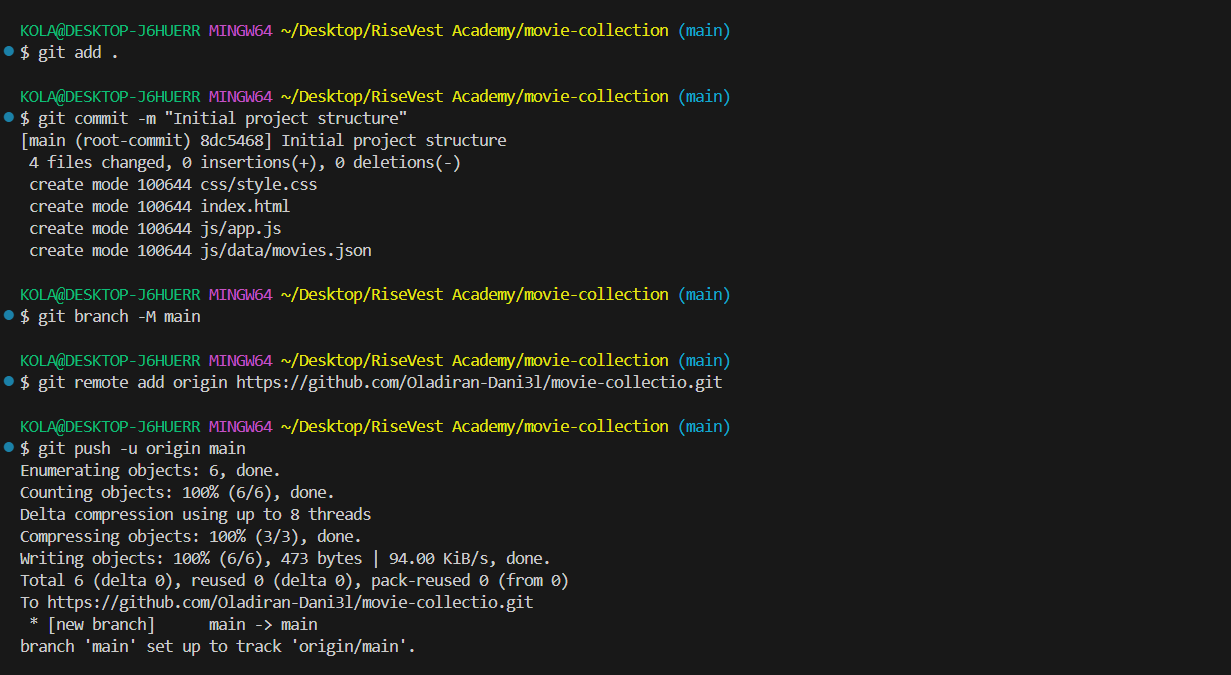 KOLA@DESKTOP-J6HUERR MINGW64 ~/Desktop/RiseVest Academy/movie-collection (main)
$ git add .
KOLA@DESKTOP-J6HUERR MINGW64 ~/Desktop/RiseVest Academy/movie-collection (main)
$ git commit -m "Initial project structure"
[main (root-commit) 8dc5468] Initial project structure
 4 files changed, 0 insertions(+), 0 deletions(-)
 create mode 100644 css/style.css
 create mode 100644 index.html
 create mode 100644 js/app.js
 create mode 100644 js/data/movies.json
KOLA@DESKTOP-J6HUERR MINGW64 ~/Desktop/RiseVest Academy/movie-collection (main)
$ git branch -M main
KOLA@DESKTOP-J6HUERR MINGW64 ~/Desktop/RiseVest Academy/movie-collection (main)
$ git remote add origin https://github.com/Oladiran-Dani3l/movie-collectio.git
KOLA@DESKTOP-J6HUERR MINGW64 ~/Desktop/RiseVest Academy/movie-collection (main)
$ git push -u origin main
Enumerating objects: 6, done.
Counting objects: 100% (6/6), done.
Delta compression using up to 8 threads
Compressing objects: 100% (3/3), done.
Writing objects: 100% (6/6), 473 bytes | 94.00 KiB/s, done.
Total 6 (delta 0), reused 0 (delta 0), pack-reused 0 (from 0)
To https://github.com/Oladiran-Dani3l/movie-collectio.git
 * [new branch]      main -> main
branch 'main' set up to track 'origin/main'.